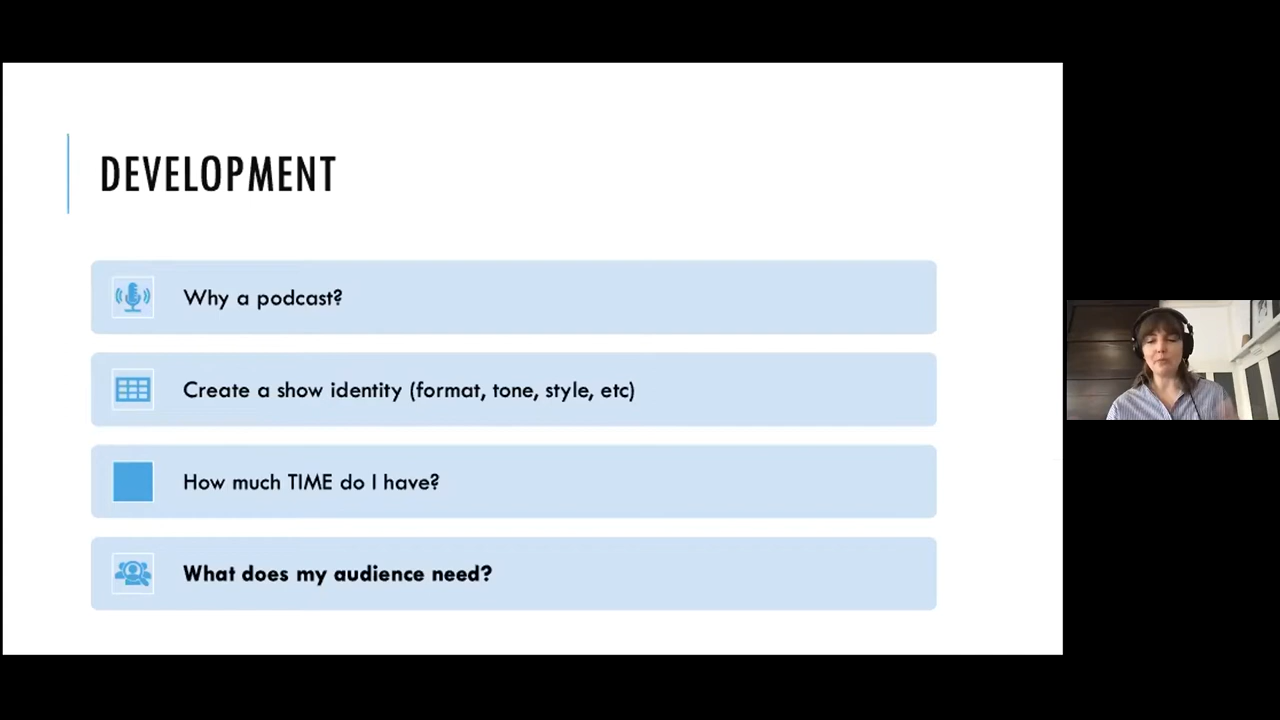 DEVELOPMENT
Why a podcast?
Create a show identity (format, tone, style, etc)
How much TIME do I have?
What does my audience need?